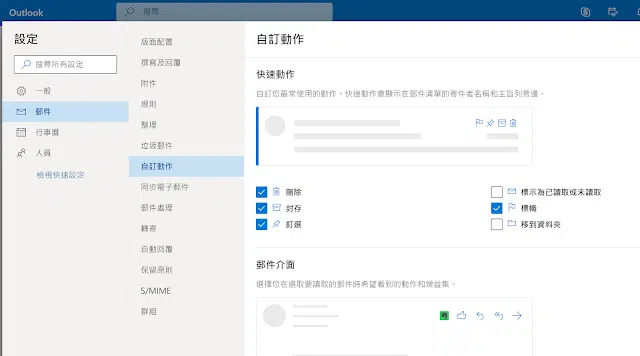 Outlook
搜尋
設定
搜尋所有設定
一般
郵件
行事曆
人員
檢視快速設定
版面配置
撰寫及回覆
附件
規則
整理
垃圾郵件
自訂動作
同步電子郵件
郵件處理
轉寄
自動回覆
保留原則
S/MIME
群組
自訂動作
快速動作
自訂您最常使用的動作。快速動作會顯示在郵件清單的寄件者名稱和主旨列旁邊。
刪除
封存
釘選
標示為已讀取或未讀取
標幟
移到資料夾
郵件介面
選擇您在選取要讀取的郵件時希望看到的動作和增益集。